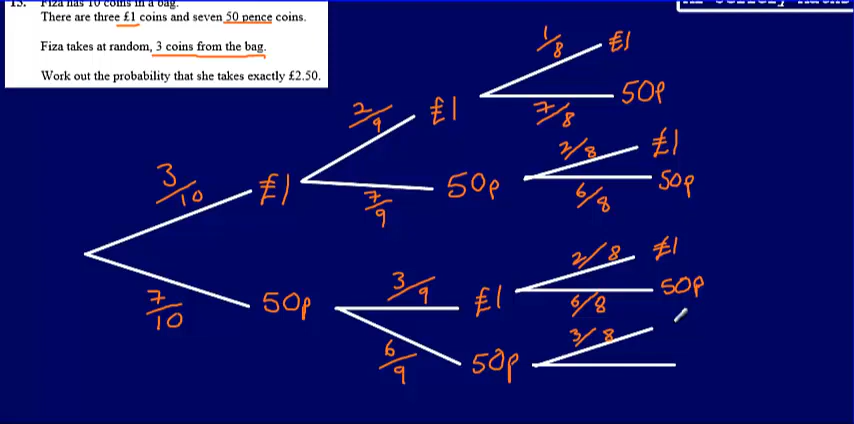 Fiza has 10 coins in a bag.
There are three £1 coins and seven 50 pence coins.
Fiza takes at random, 3 coins from the bag.
Work out the probability that she takes exactly £2.50.
1/8 £1
7/8 50p
2/9 £1
2/8 £1
6/8 50p
3/10 £1
7/9 50p
2/8 £1
6/8 50p
3/9 £1
7/10 50p
3/8
6/9 50p